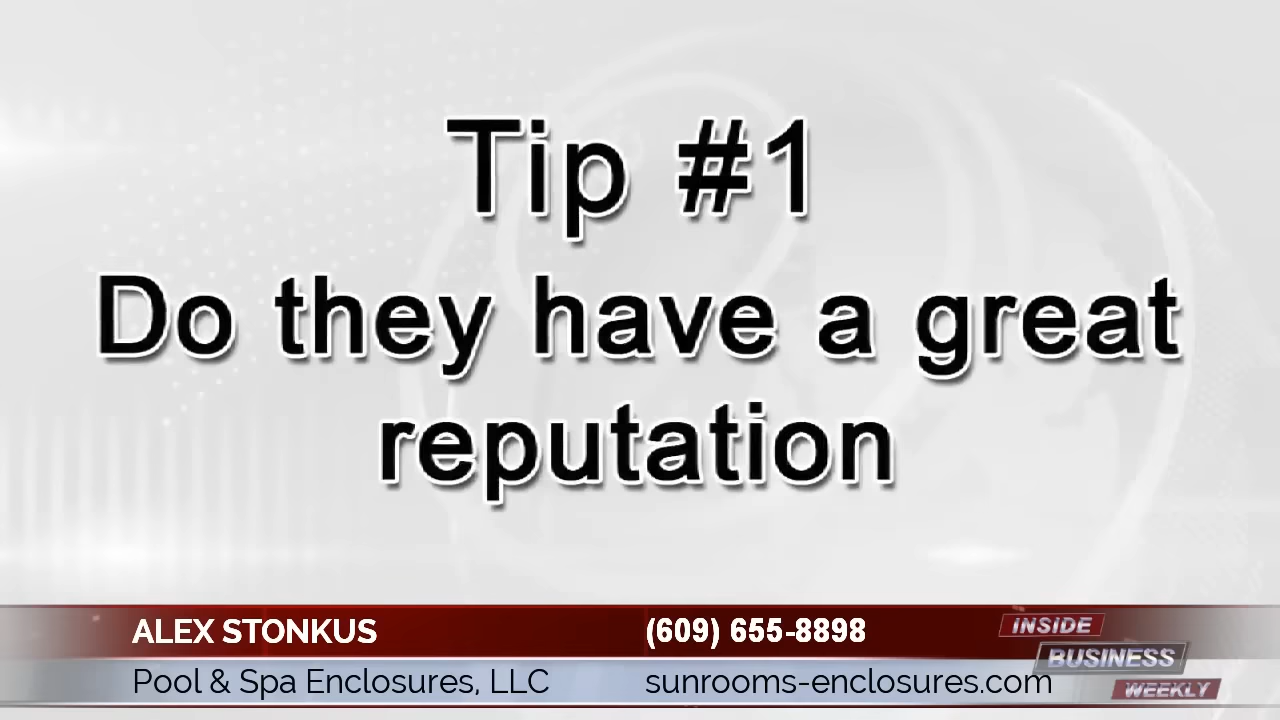 Tip #1
Do they have a great
reputation
ALEX STONKUS
(609) 655-8898
Pool & Spa Enclosures, LLC
sunrooms-enclosures.com
INSIDE
BUSINESS
WEEKLY